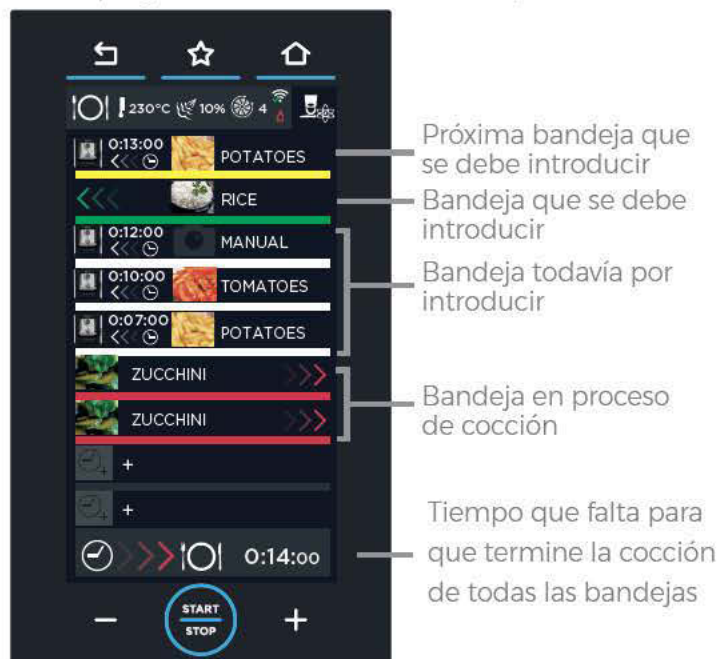 230°C 10% 4
0:13:00
POTATOES
Próxima bandeja que
se debe introducir
RICE
Bandeja que se debe
introducir
0:12:00
MANUAL
0:10:00
TOMATOES
Bandeja todavía por
introducir
0:07:00
POTATOES
ZUCCHINI
ZUCCHINI
Bandeja en proceso
de cocción
+
+
0:14:00
Tiempo que falta para
que termine la cocción
de todas las bandejas
− START +
STOP